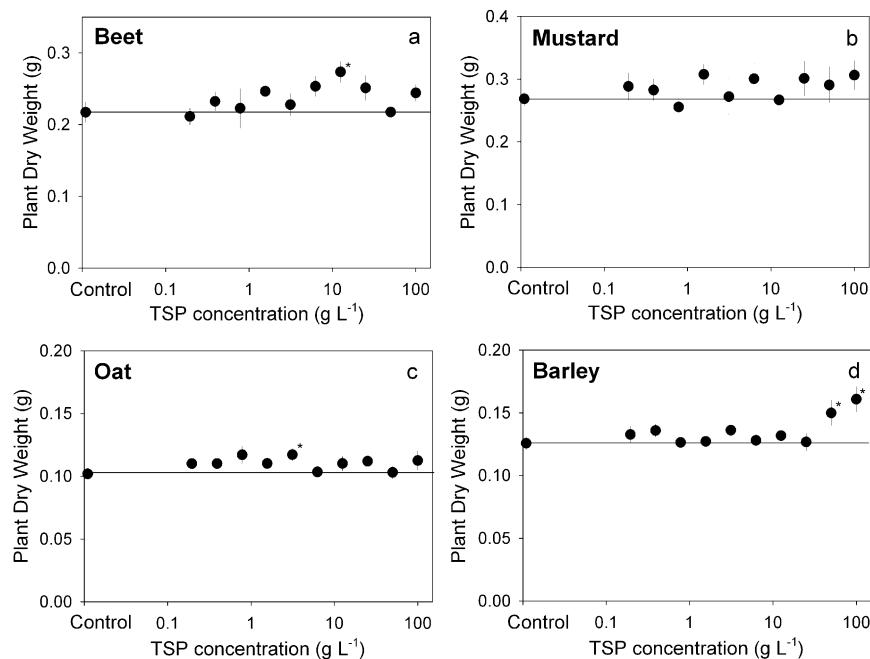 Beet
a
Plant Dry Weight (g)
0.3
0.2
0.1
0.0
*
Control
0.1
1
10
100
TSP concentration (g L⁻¹)
Mustard
b
Plant Dry Weight (g)
0.4
0.3
0.2
0.1
0.0
Control
0.1
1
10
100
TSP concentration (g L⁻¹)
Oat
c
Plant Dry Weight (g)
0.20
0.15
0.10
0.05
0.00
*
Control
0.1
1
10
100
TSP concentration (g L⁻¹)
Barley
d
Plant Dry Weight (g)
0.20
0.15
0.10
0.05
0.00
*
*
Control
0.1
1
10
100
TSP concentration (g L⁻¹)